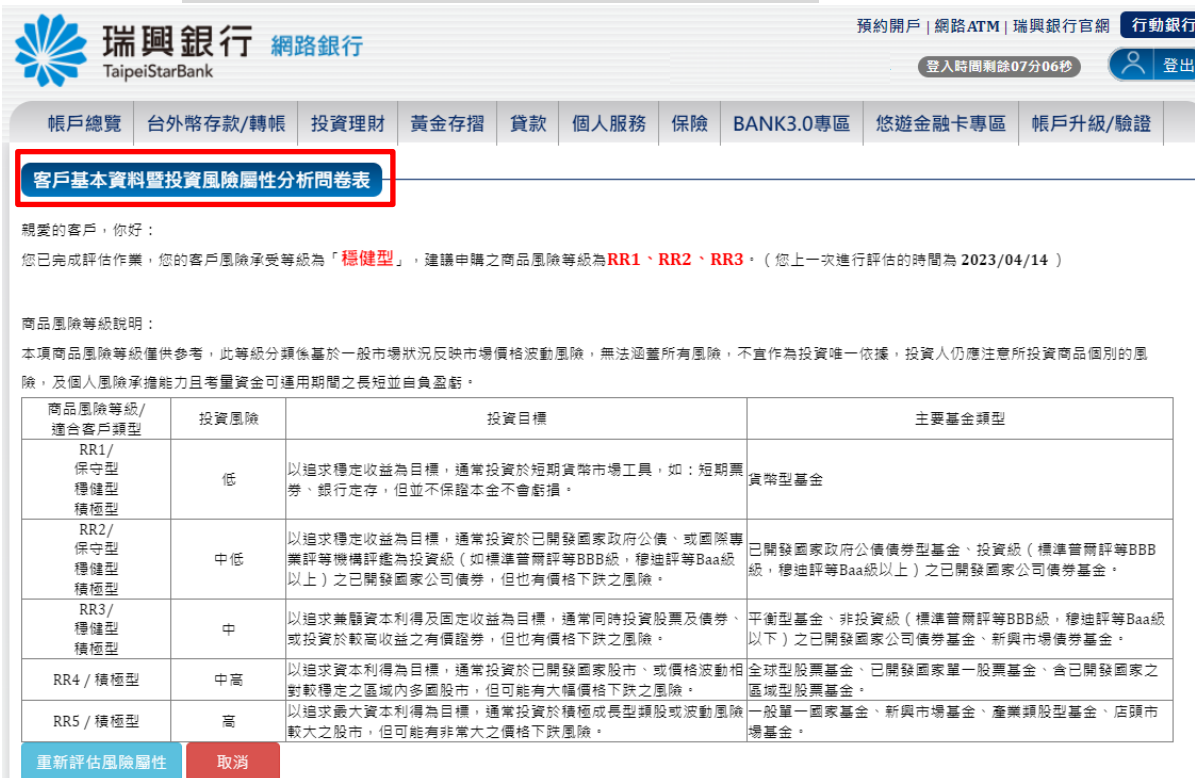 瑞興銀行 網路銀行
TaipeiStarBank
預約開戶 | 網路ATM | 瑞興銀行官網 行動銀行
登入時間剩餘07分06秒 登出
帳戶總覽 台外幣存款/轉帳 投資理財 黃金存摺 貸款 個人服務 保險 BANK3.0專區 悠遊金融卡專區 帳戶升級/驗證
客戶基本資料暨投資風險屬性分析問卷表
親愛的客戶，你好：
您已完成評估作業，您的客戶風險承受等級為「穩健型」，建議申購之商品風險等級為RR1、RR2、RR3。（您上一次進行評估的時間為 2023/04/14 ）
商品風險等級說明：
本項商品風險等級僅供參考，此等級分類係基於一般市場狀況反映市場價格波動風險，無法涵蓋所有風險，不宜作為投資唯一依據，投資人仍應注意所投資商品個別的風
險，及個人風險承擔能力且考量資金可運用期間之長短並自負盈虧。
商品風險等級/
適合客戶類型
投資風險
投資目標
主要基金類型
RR1/
保守型
穩健型
積極型
低
以追求穩定收益為目標，通常投資於短期貨幣市場工具，如：短期票
券、銀行定存，但並不保證本金不會虧損。
貨幣型基金
RR2/
保守型
穩健型
積極型
中低
以追求穩定收益為目標，通常投資於已開發國家政府公債、或國際專
業評等機構評鑑為投資級（如標準普爾評等BBB級，穆迪評等Baa級
以上）之已開發國家公司債券，但也有價格下跌之風險。
已開發國家政府公債債券型基金、投資級（標準普爾評等BBB
級，穆迪評等Baa級以上）之已開發國家公司債券基金。
RR3/
穩健型
積極型
中
以追求兼顧資本利得及固定收益為目標，通常同時投資股票及債券、
或投資於較高收益之有價證券，但也有價格下跌之風險。
平衡型基金、非投資級（標準普爾評等BBB級，穆迪評等Baa級
以下）之已開發國家公司債券基金、新興市場債券基金。
RR4 / 積極型
中高
以追求資本利得為目標，通常投資於已開發國家股市、或價格波動相
對較穩定之區域內多國股市，但可能有大幅價格下跌之風險。
全球型股票基金、已開發國家單一股票基金、含已開發國家之
區域型股票基金。
RR5 / 積極型
高
以追求最大資本利得為目標，通常投資於積極成長型類股或波動風險
較大之股市，但可能有非常大之價格下跌風險。
一般單一國家基金、新興市場基金、產業類股型基金、店頭市
場基金。
重新評估風險屬性 取消